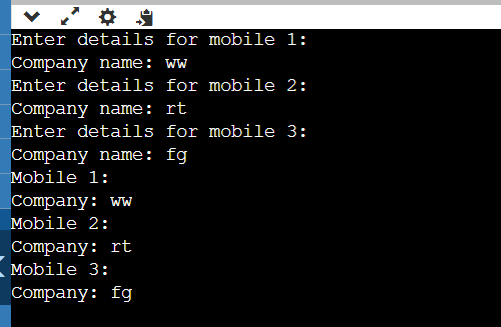 Enter details for mobile 1:
Company name: ww
Enter details for mobile 2:
Company name: rt
Enter details for mobile 3:
Company name: fg
Mobile 1:
Company: ww
Mobile 2:
Company: rt
Mobile 3:
Company: fg